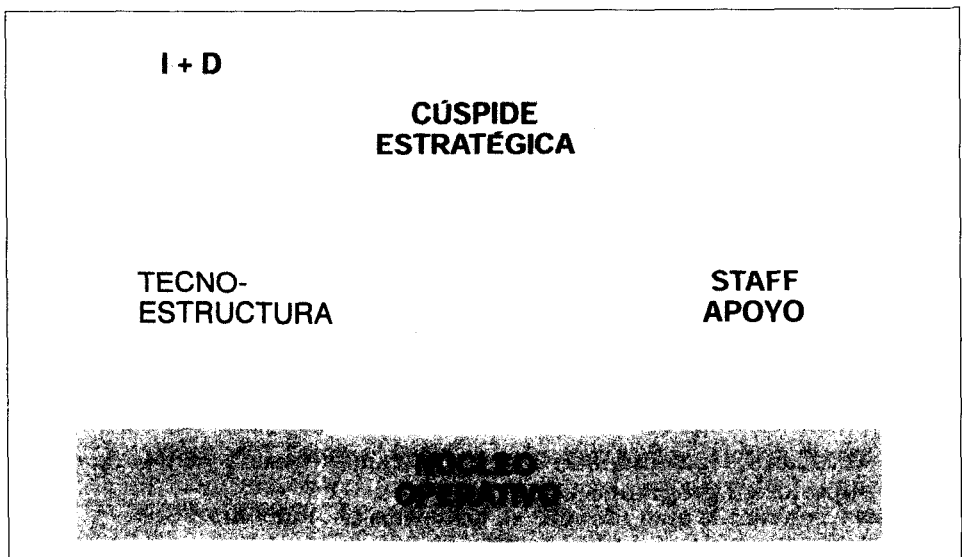 I + D
CÚSPIDE
ESTRATÉGICA
TECNO-
ESTRUCTURA
STAFF
APOYO
NÚCLEO
OPERATIVO